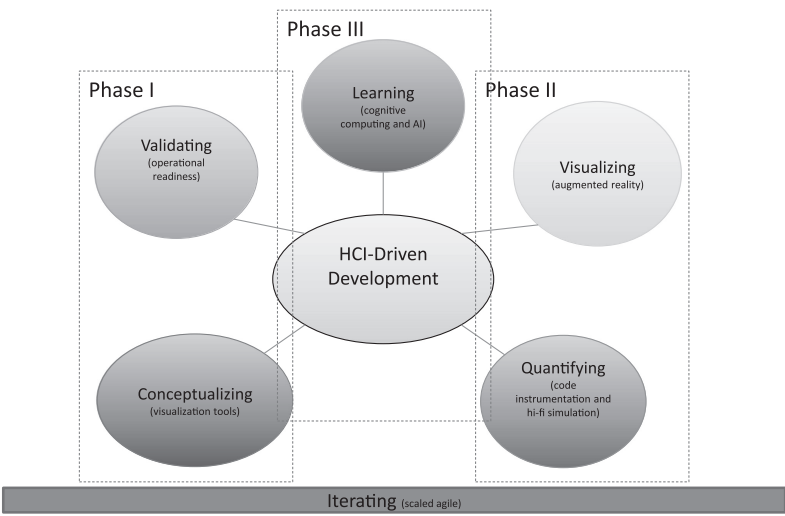 Phase III
Learning
(cognitive
computing and AI)
Phase I
Validating
(operational
readiness)
Phase II
Visualizing
(augmented reality)
HCI-Driven
Development
Conceptualizing
(visualization tools)
Quantifying
(code
instrumentation and
hi-fi simulation)
Iterating (scaled agile)